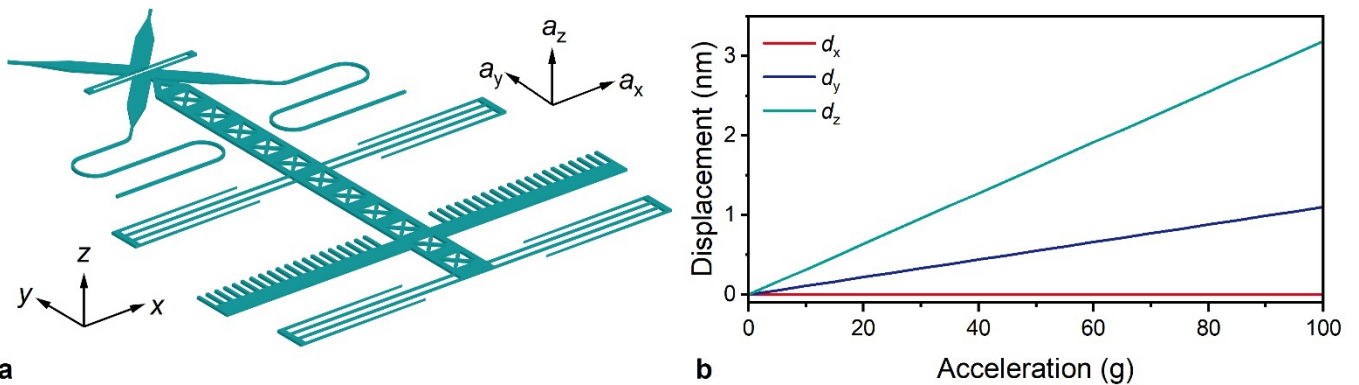 a_z
a_y
a_x
z
y
x
a
3
2
1
0
Displacement (nm)
d_x
d_y
d_z
0 20 40 60 80 100
Acceleration (g)
b